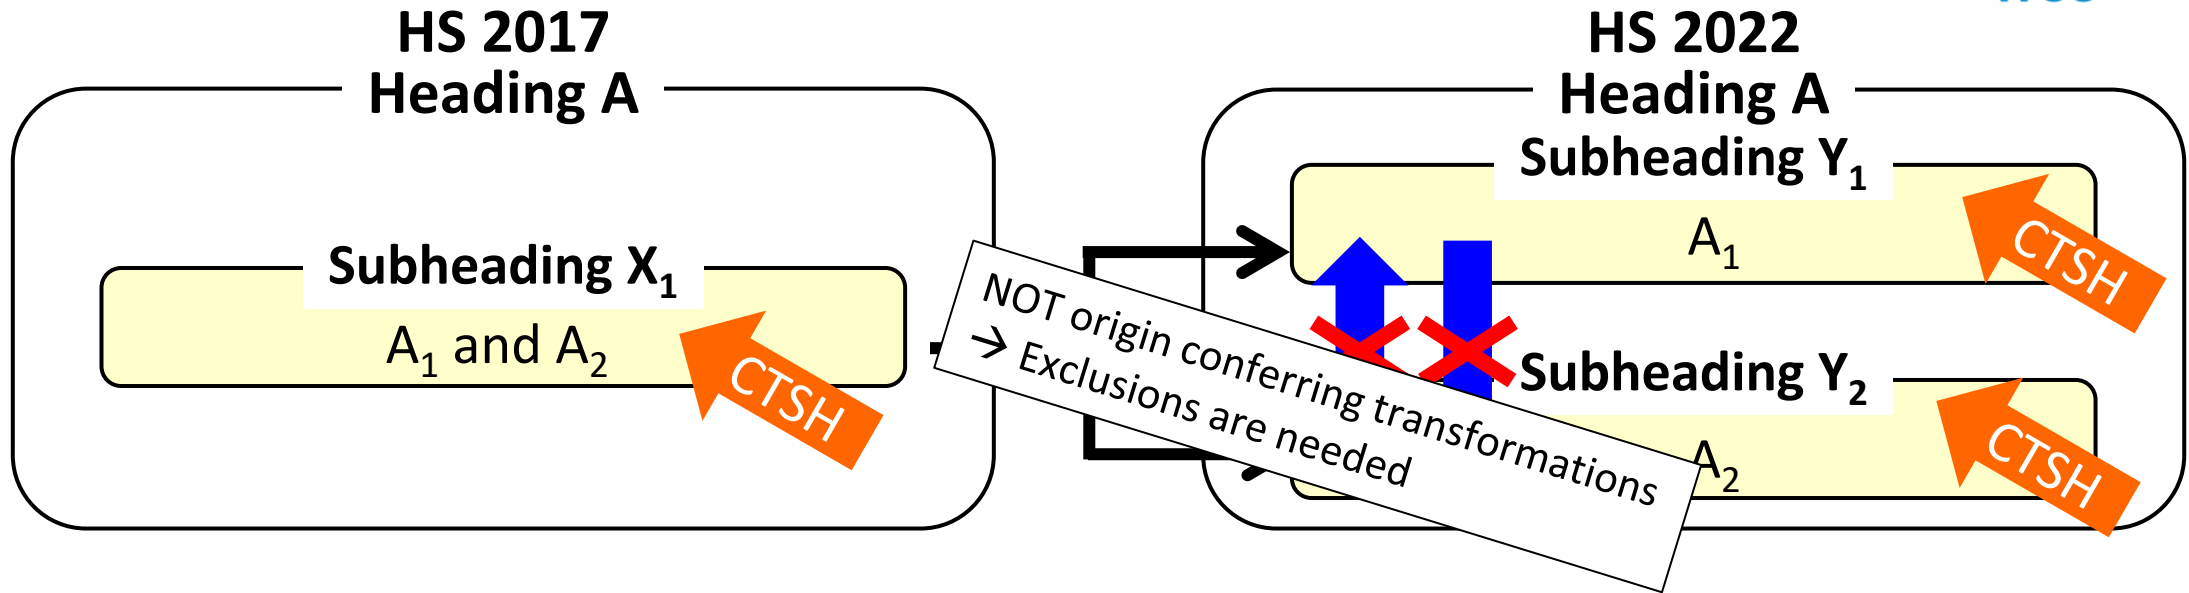 HS 2017
Heading A
Subheading X₁
A₁ and A₂
CTSH
NOT origin conferring transformations
→ Exclusions are needed
HS 2022
Heading A
Subheading Y₁
A₁
CTSH
Subheading Y₂
A₂
CTSH